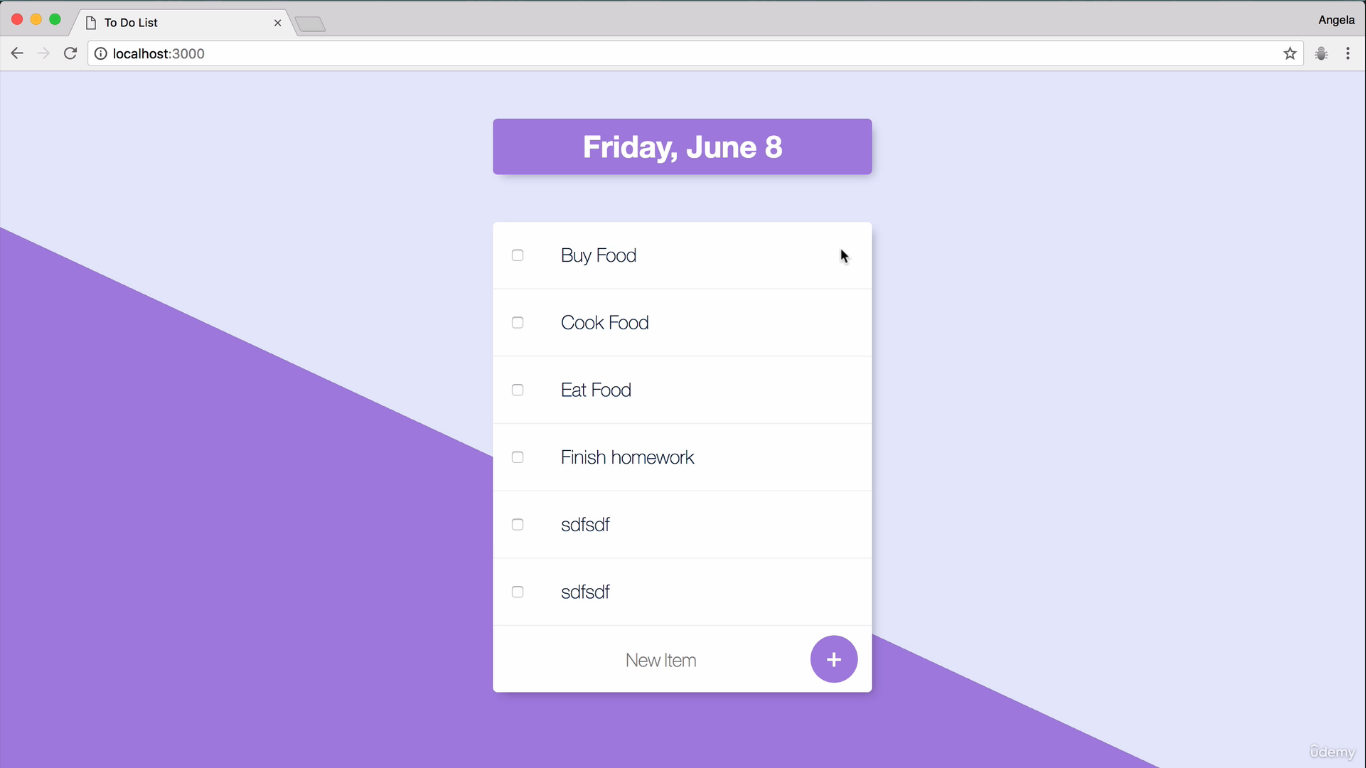 To Do List
Angela
localhost:3000
Friday, June 8
Buy Food
Cook Food
Eat Food
Finish homework
sdfsdf
sdfsdf
New Item
+
ûdemy